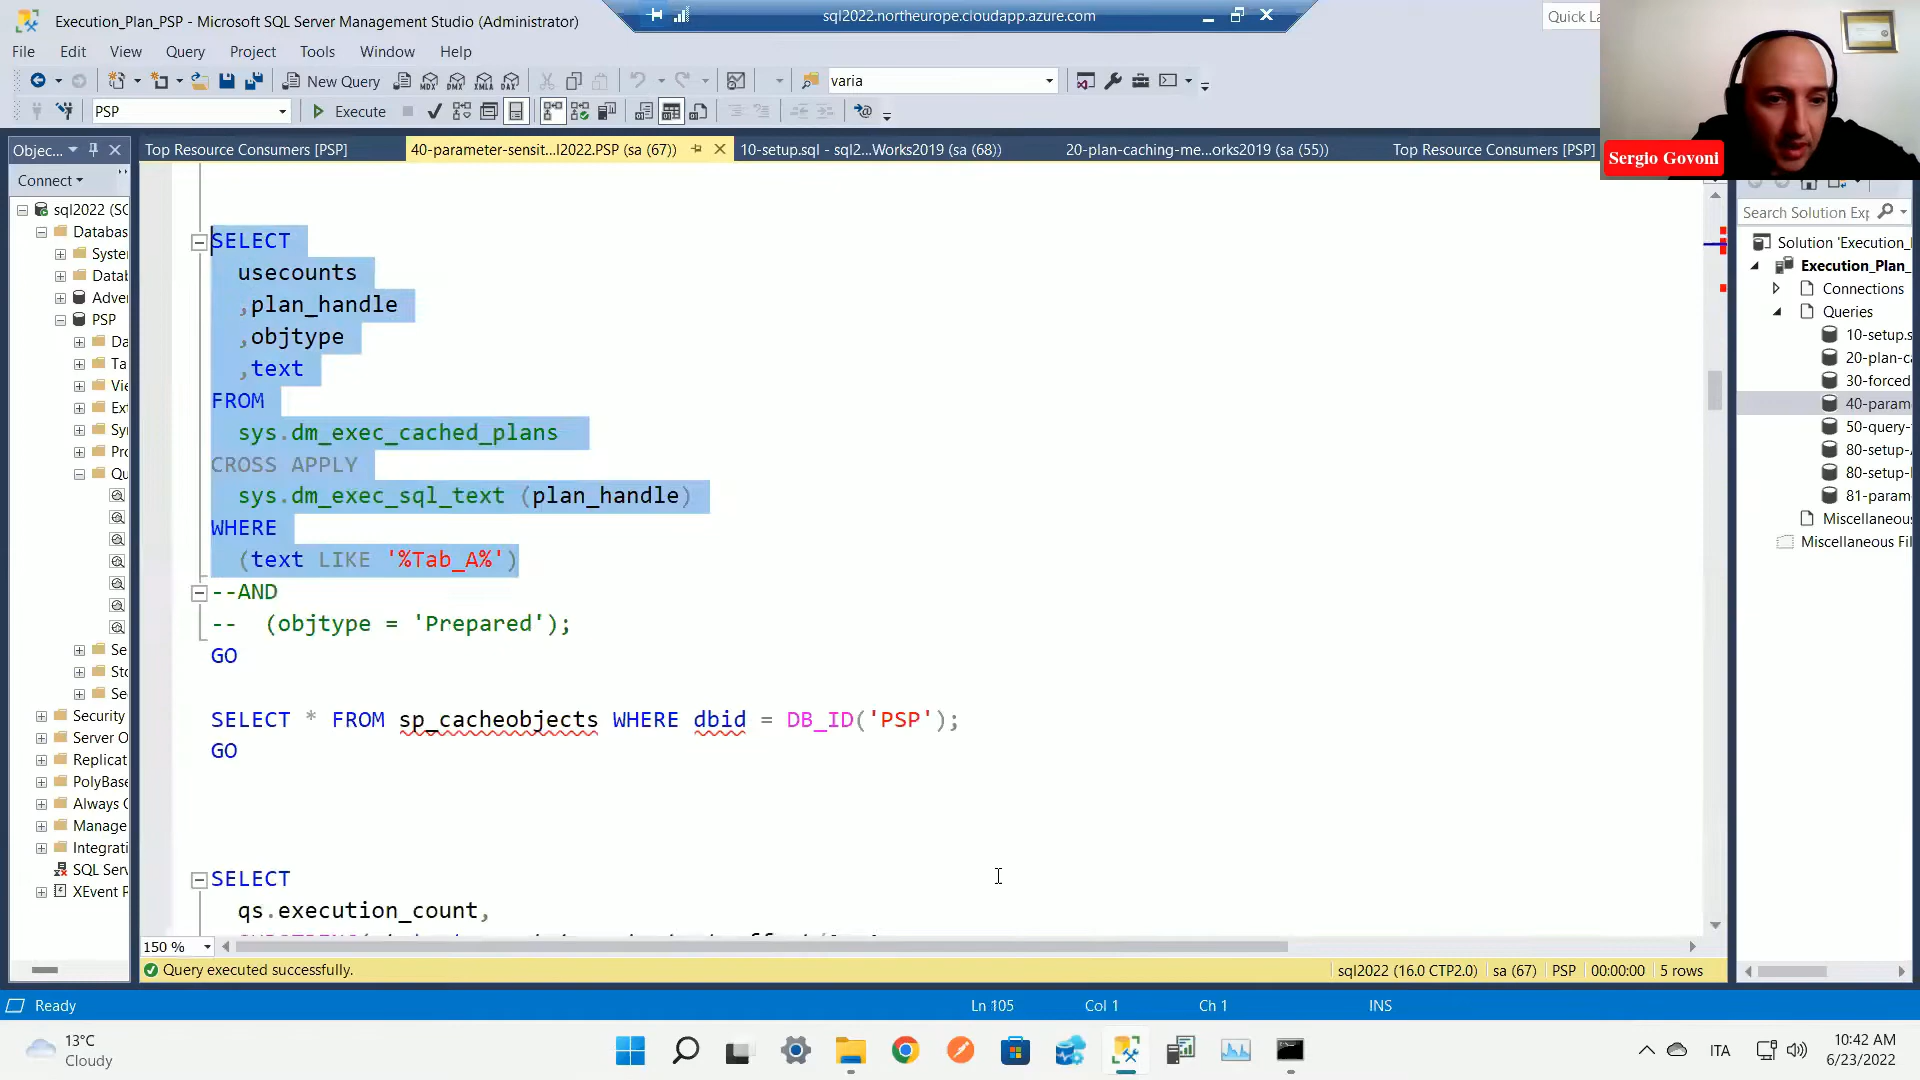 Execution_Plan_PSP - Microsoft SQL Server Management Studio (Administrator)
sql2022.northeurope.cloudapp.azure.com
Quick La
File Edit View Query Project Tools Window Help
New Query
MDX DMX XMLA DAX
varia
PSP
Execute
Objec...
Top Resource Consumers [PSP]
40-parameter-sensit...l2022.PSP (sa (67))
10-setup.sql - sql2...Works2019 (sa (68))
20-plan-caching-me...orks2019 (sa (55))
Top Resource Consumers [PSP]
Sergio Govoni
Connect
sql2022 (SQ
Databas
Syste
Datab
Adver
PSP
Da
Ta
Vie
Ext
Syn
Pro
Qu
Se
Sto
Se
Security
Server O
Replicat
PolyBase
Always O
Manage
Integrati
SQL Serv
XEvent P
SELECT
usecounts
,plan_handle
,objtype
,text
FROM
sys.dm_exec_cached_plans
CROSS APPLY
sys.dm_exec_sql_text (plan_handle)
WHERE
(text LIKE '%Tab_A%')
--AND
-- (objtype = 'Prepared');
GO
SELECT * FROM sp_cacheobjects WHERE dbid = DB_ID('PSP');
GO
SELECT
qs.execution_count,
Search Solution Exp
Solution 'Execution_
Execution_Plan_
Connections
Queries
10-setup.s
20-plan-ca
30-forced
40-param
50-query-
80-setup-
80-setup-
81-param
Miscellaneou
Miscellaneous Fil
150 %
Query executed successfully.
sql2022 (16.0 CTP2.0) sa (67) PSP 00:00:00 5 rows
Ready
Ln 105 Col 1 Ch 1 INS
13°C
Cloudy
ITA
10:42 AM
6/23/2022